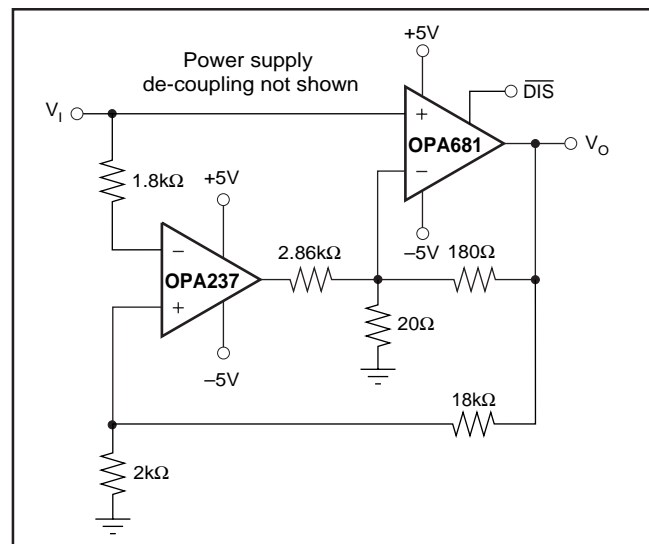 +5V
Power supply
de-coupling not shown
DIS
V_I
+
OPA681
V_O
−
1.8kΩ
+5V
−5V
2.86kΩ
180Ω
−
OPA237
+
20Ω
−5V
18kΩ
2kΩ